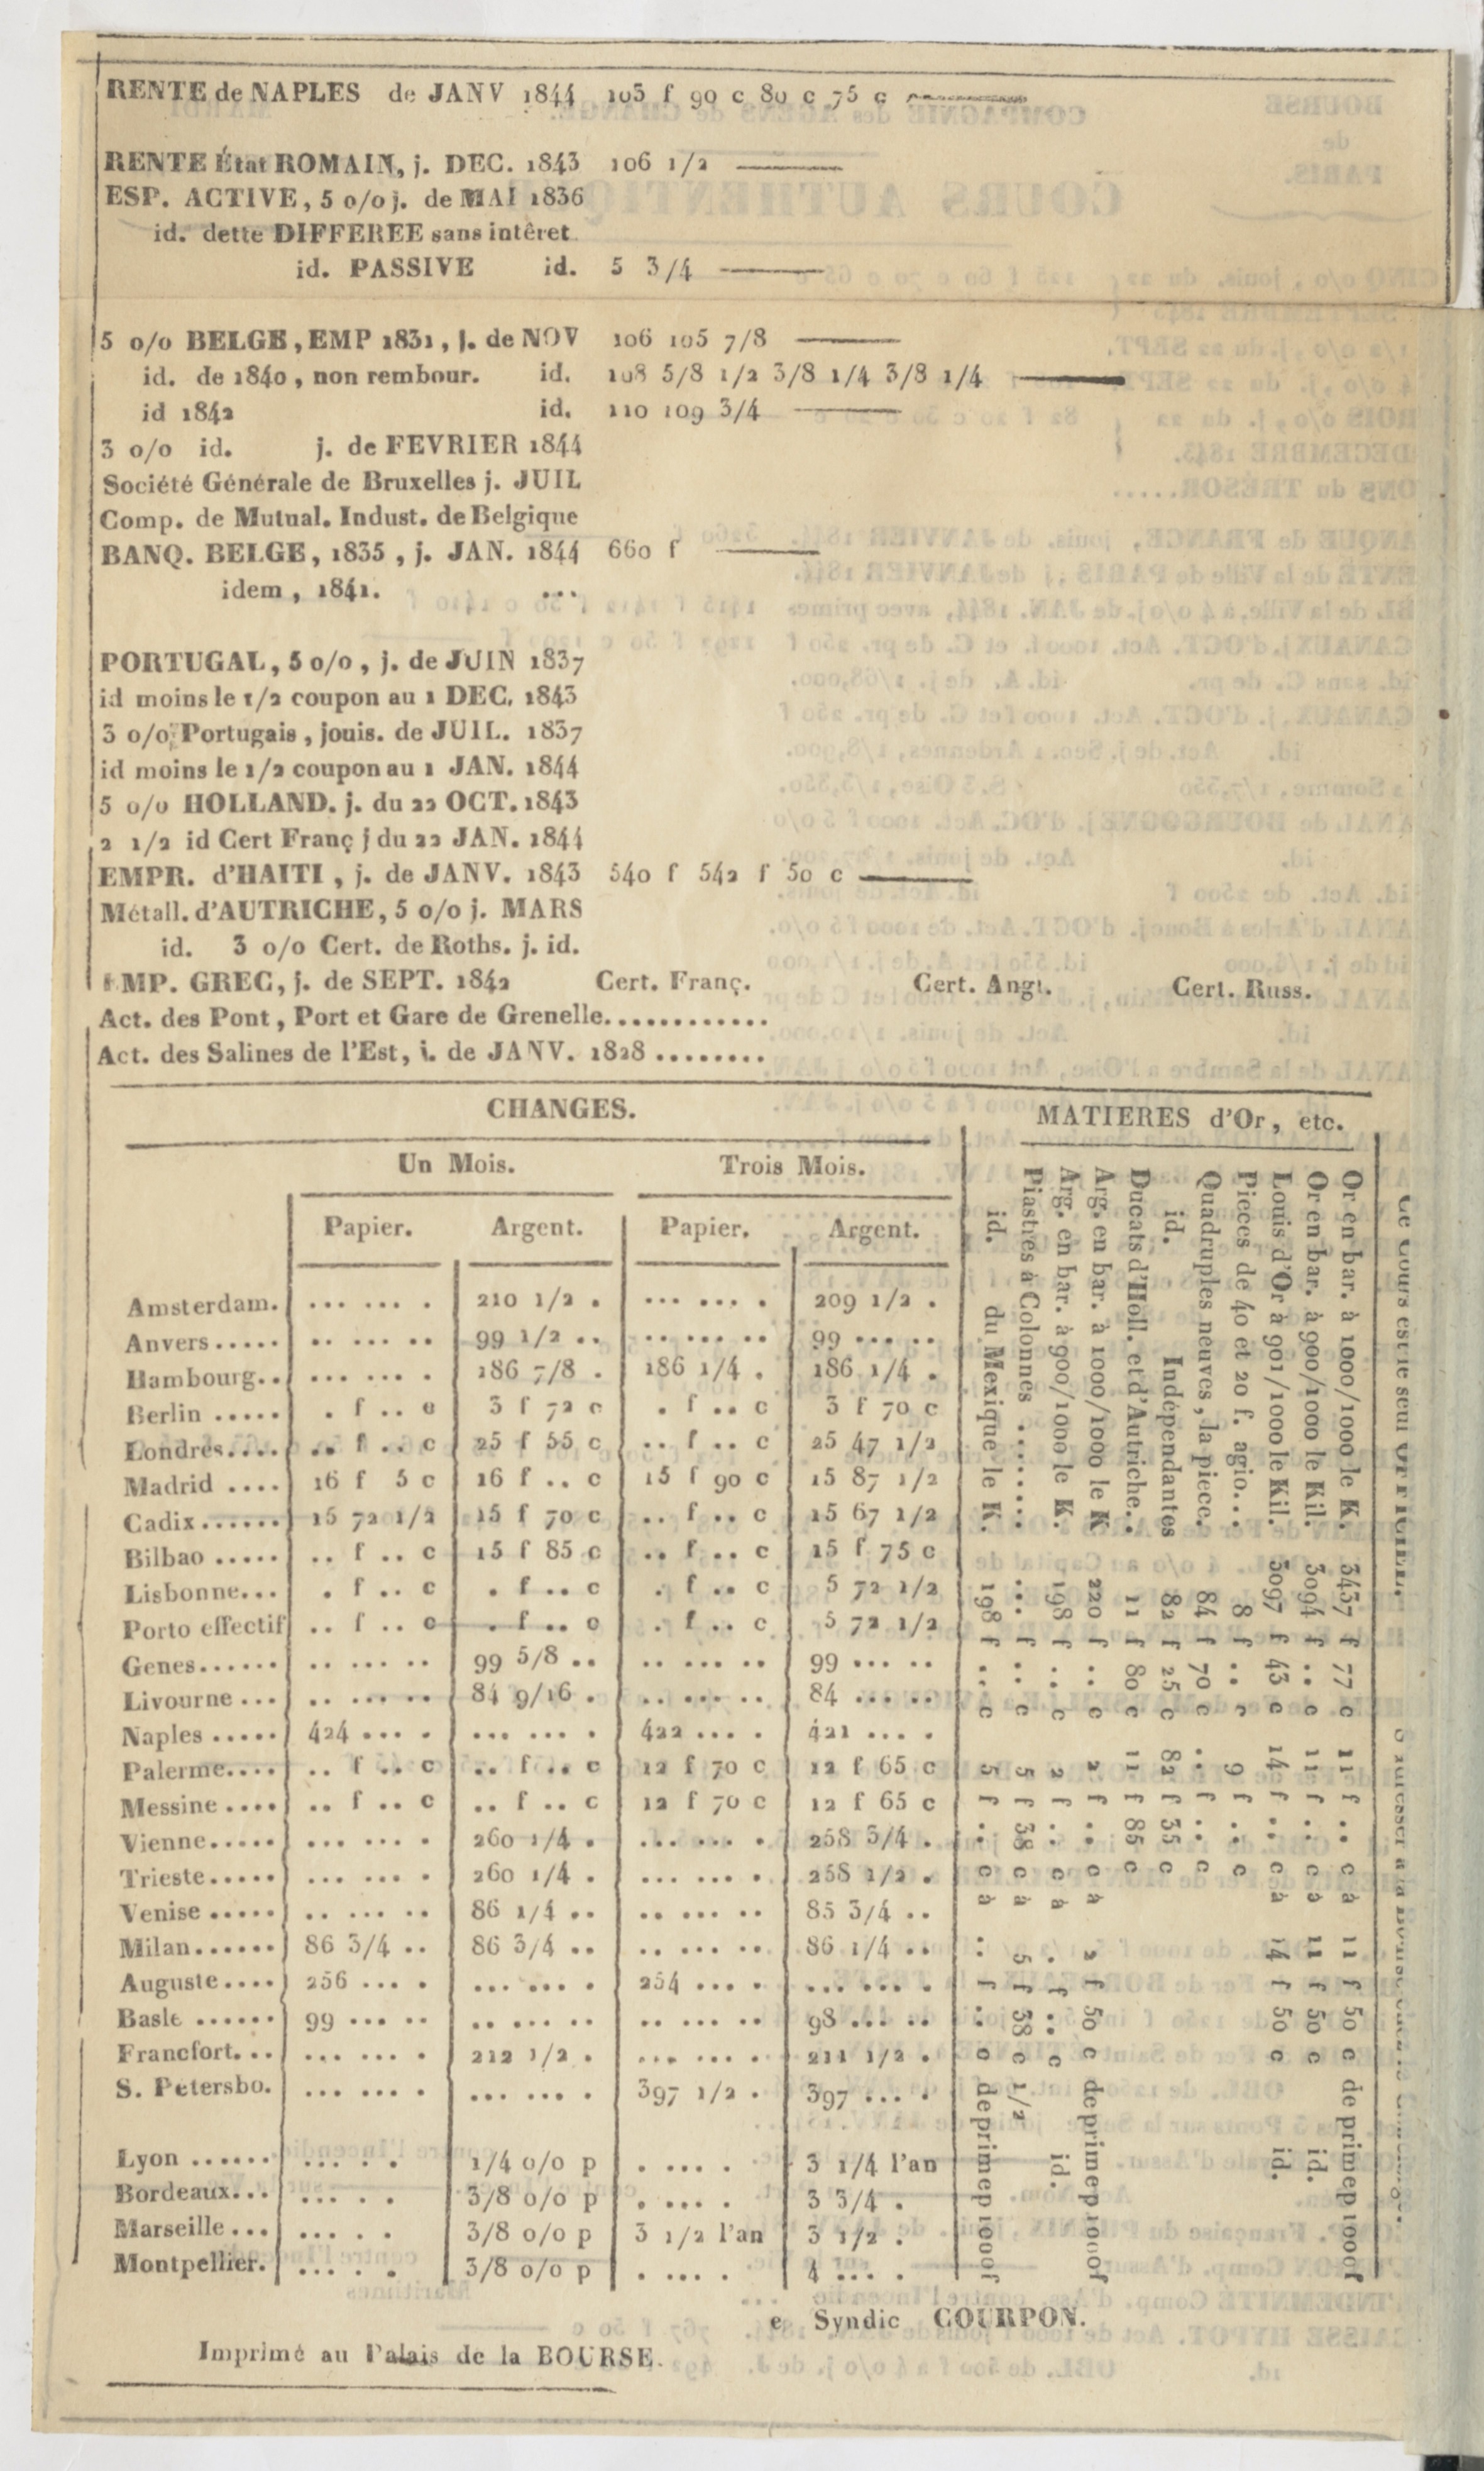 RENTE de NAPLES de JANV 1844 103 f 90 c 80 c 75 c
RENTE État ROMAIN, j. DEC. 1843 106 1/2
ESP. ACTIVE, 5 o/o j. de MAI 1836
id. dette DIFFEREE sans intêret
id. PASSIVE id. 5 3/4
5 o/o BELGE, EMP 1831, j. de NOV 106 105 7/8
id. de 1840, non rembour. id. 108 5/8 1/2 3/8 1/4 3/8 1/4
id 1842 id. 110 109 3/4
3 o/o id. j. de FEVRIER 1844
Société Générale de Bruxelles j. JUIL
Comp. de Mutual. Indust. de Belgique
BANQ. BELGE, 1835, j. JAN. 1844 660 f
idem, 1841. ...
PORTUGAL, 5 o/o, j. de JUIN 1837
id moins le 1/2 coupon au 1 DEC. 1843
3 o/o Portugais, jouis. de JUIL. 1837
id moins le 1/2 coupon au 1 JAN. 1844
5 o/o HOLLAND. j. du 22 OCT. 1843
2 1/2 id Cert Franç j du 22 JAN. 1844
EMPR. d'HAITI, j. de JANV. 1843 540 f 542 f 50 c
Métall. d'AUTRICHE, 5 o/o j. MARS
id. 3 o/o Cert. de Roths. j. id.
EMP. GREC, j. de SEPT. 1842 Cert. Franç. Cert. Angl. Cert. Russ.
Act. des Pont, Port et Gare de Grenelle............
Act. des Salines de l'Est, j. de JANV. 1828 ........
CHANGES.
Un Mois. Trois Mois.
Papier. Argent. Papier. Argent.
Amsterdam. ... ... . 210 1/2 . ... ... . 209 1/2 .
Anvers..... .. ... .. 99 1/2 .. .. ... .. 99 ... ..
Hambourg.. ... ... . 186 7/8 . 186 1/4 . 186 1/4 .
Berlin ..... . f .. c 3 f 72 c . f .. c 3 f 70 c
Londres.... .. f .. c 25 f 55 c .. f .. c 25 47 1/2
Madrid .... 16 f 5 c 16 f .. c 15 f 90 c 15 87 1/2
Cadix...... 15 72 1/2 15 f 70 c .. f .. c 15 67 1/2
Bilbao ..... .. f .. c 15 f 85 c .. f .. c 15 f 75 c
Lisbonne... . f .. c . f .. c . f .. c 5 72 1/2
Porto effectif .. f .. c . f .. c . f .. c 5 72 1/2
Genes...... .. ... .. 99 5/8 .. .. ... .. 99 ... ..
Livourne ... .. ... .. 84 9/16 . .. ... .. 84 ... ..
Naples ..... 424 ... . ... ... . 422 ... . 421 ... .
Palerme.... .. f .. c .. f .. c 12 f 70 c 12 f 65 c
Messine .... .. f .. c .. f .. c 12 f 70 c 12 f 65 c
Vienne..... ... ... . 260 1/4 . ... ... . 258 3/4 .
Trieste..... ... ... . 260 1/4 . ... ... . 258 1/2 .
Venise ..... .. ... .. 86 1/4 .. .. ... .. 85 3/4 ..
Milan...... 86 3/4 .. 86 3/4 .. .. ... .. 86 1/4 ..
Auguste.... 256 ... . ... ... . 254 ... . ... ... .
Basle ...... 99 ... .. .. ... .. .. ... .. 98 ... ..
Francfort... ... ... . 212 1/2 . ... ... . 211 1/2 .
S. Petersbo. ... ... . ... ... . 397 1/2 . 397 ... .
Lyon ...... ... . . 1/4 o/o p . ... . 3 1/4 l'an
Bordeaux... ... . . 3/8 o/o p . ... . 3 3/4 .
Marseille ... ... . . 3/8 o/o p 3 1/2 l'an 3 1/2 .
Montpellier. ... . . 3/8 o/o p . ... . 4 ... .
MATIERES d'Or, etc.
Or en bar. à 1000/1000 le K. 3437 f 77 c 11 f .. c à 11 f 50 c de prime p 1000f
Or en bar. à 900/1000 le Kil. 3094 f .. c 11 f .. c à 11 f 50 c id.
Louis d'Or à 901/1000 le Kil. 3097 f 43 c 14 f .. c à 14 f 50 c id.
Pieces de 40 et 20 f. agio... 8 f .. c 9 f .. c
Quadruples neuves, la piece. 84 f 70 c .. f .. c
id. Indépendantes 82 f 25 c 82 f 35 c
Ducats d'Holl. et d'Autriche.. 11 f 80 c 11 f 85 c
Arg. en bar. à 1000/1000 le K 220 f .. c 2 f .. c à 2 f 50 c de prime p 1000f
Arg. en bar. à 900/1000 le K. 198 f .. c 2 f .. c à . f .. c id.
Piastres à Colonnes ....... ... f .. c 5 f 38 c à 5 f 38 c 1/2
id. du Mexique le K. 198 f .. c 5 f .. c à .. f .. c de prime p 1000f
Ce Cours est le seul OFFICIEL.
e Syndic COURPON.
Imprimé au Palais de la BOURSE.